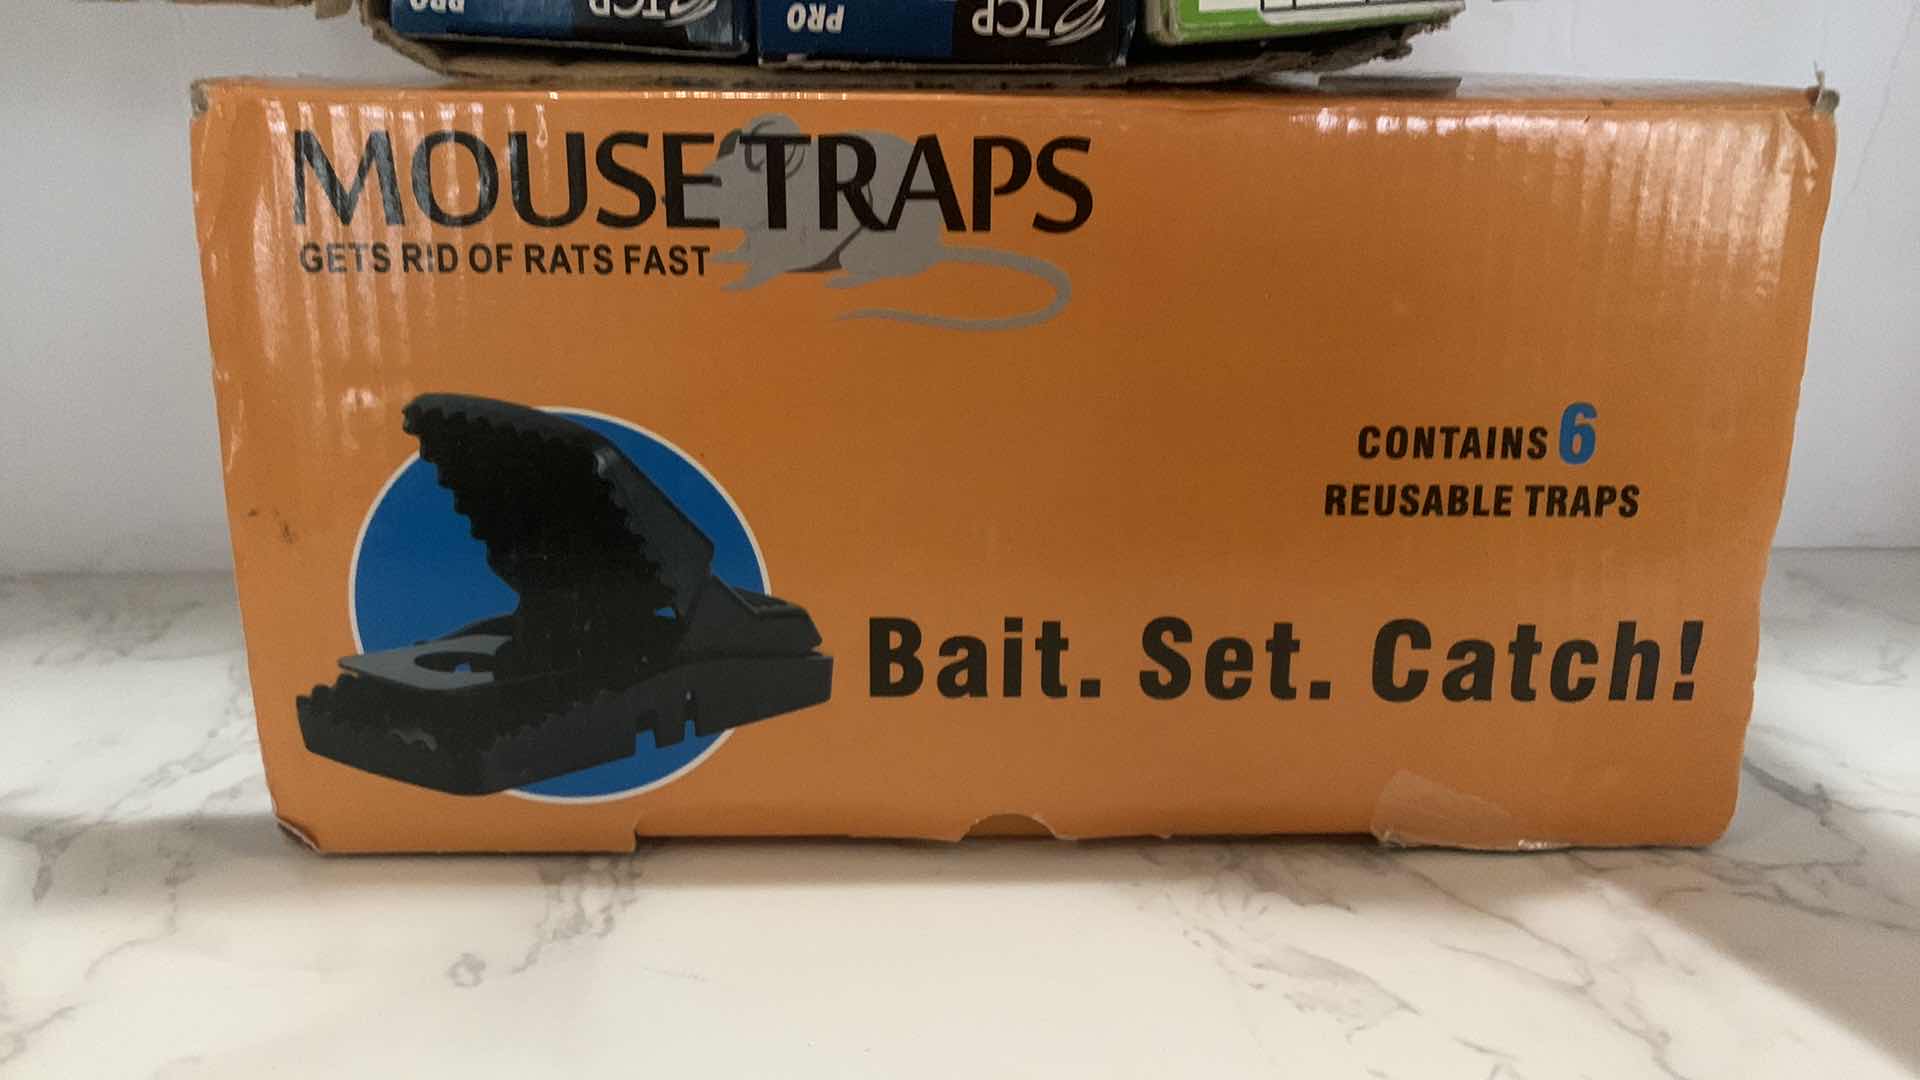 PRO
TCP
PRO
TCP
MOUSE TRAPS
GETS RID OF RATS FAST
CONTAINS 6
REUSABLE TRAPS
Bait. Set. Catch!